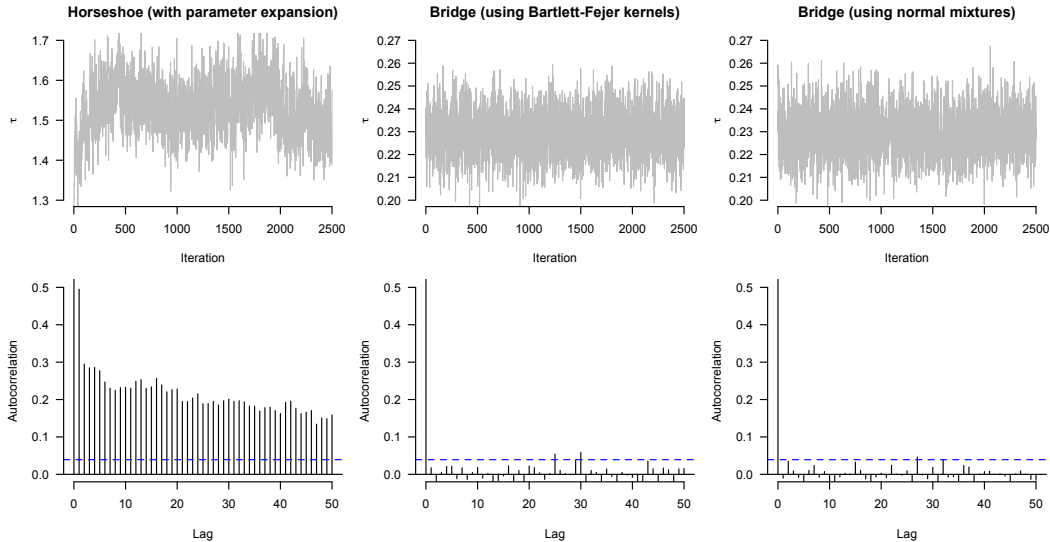 Horseshoe (with parameter expansion)
1.7
1.6
1.5
1.4
1.3
τ
0 500 1000 1500 2000 2500
Iteration
Bridge (using Bartlett-Fejer kernels)
0.27
0.26
0.25
0.24
0.23
0.22
0.21
0.20
τ
0 500 1000 1500 2000 2500
Iteration
Bridge (using normal mixtures)
0.27
0.26
0.25
0.24
0.23
0.22
0.21
0.20
τ
0 500 1000 1500 2000 2500
Iteration
0.5
0.4
0.3
0.2
0.1
0.0
Autocorrelation
0 10 20 30 40 50
Lag
0.5
0.4
0.3
0.2
0.1
0.0
Autocorrelation
0 10 20 30 40 50
Lag
0.5
0.4
0.3
0.2
0.1
0.0
Autocorrelation
0 10 20 30 40 50
Lag